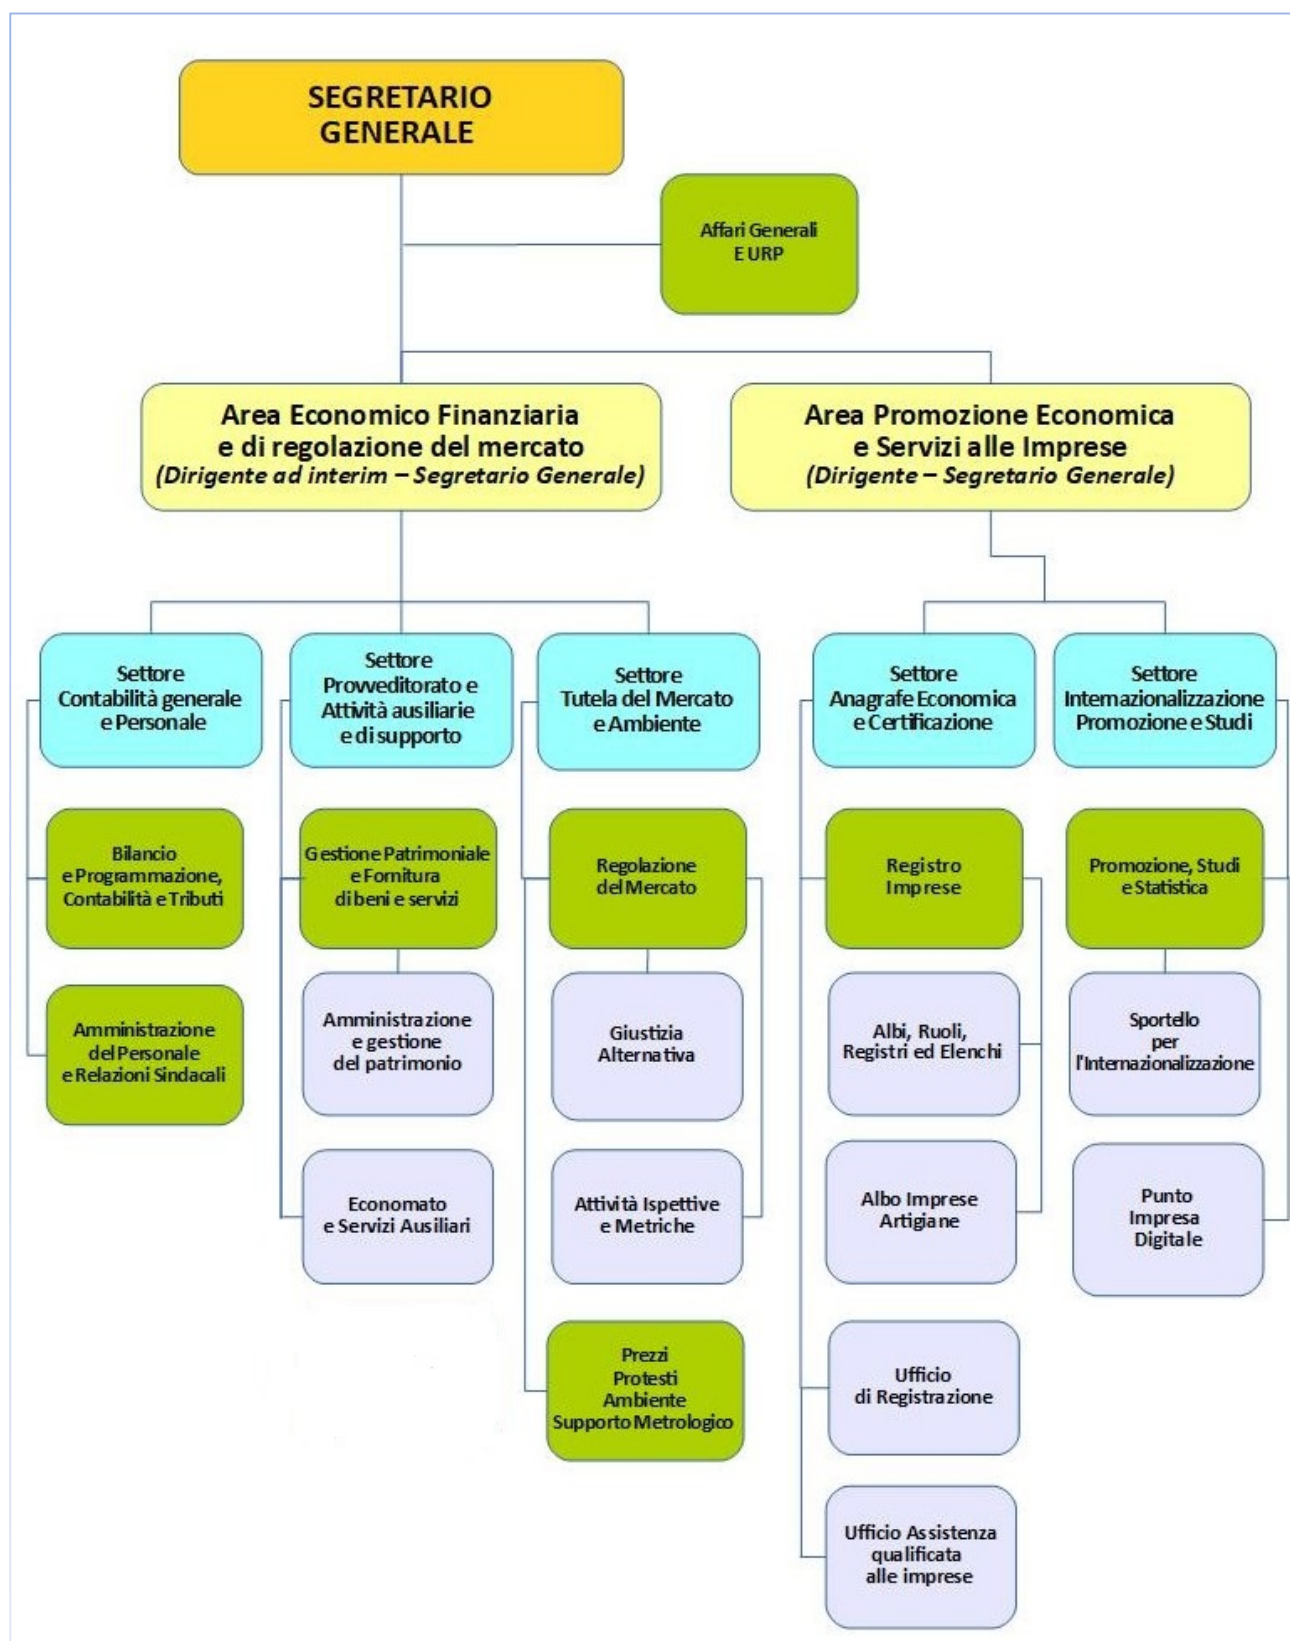 SEGRETARIO
GENERALE
Affari Generali
E URP
Area Economico Finanziaria
e di regolazione del mercato
(Dirigente ad interim – Segretario Generale)
Area Promozione Economica
e Servizi alle Imprese
(Dirigente – Segretario Generale)
Settore
Contabilità generale
e Personale
Settore
Provveditorato e
Attività ausiliarie
e di supporto
Settore
Tutela del Mercato
e Ambiente
Settore
Anagrafe Economica
e Certificazione
Settore
Internazionalizzazione
Promozione e Studi
Bilancio
e Programmazione,
Contabilità e Tributi
Gestione Patrimoniale
e Fornitura
di beni e servizi
Regolazione
del Mercato
Registro
Imprese
Promozione, Studi
e Statistica
Amministrazione
del Personale
e Relazioni Sindacali
Amministrazione
e gestione
del patrimonio
Giustizia
Alternativa
Albi, Ruoli,
Registri ed Elenchi
Sportello
per
l'Internazionalizzazione
Economato
e Servizi Ausiliari
Attività Ispettive
e Metriche
Albo Imprese
Artigiane
Punto
Impresa
Digitale
Prezzi
Protesti
Ambiente
Supporto Metrologico
Ufficio
di Registrazione
Ufficio Assistenza
qualificata
alle imprese